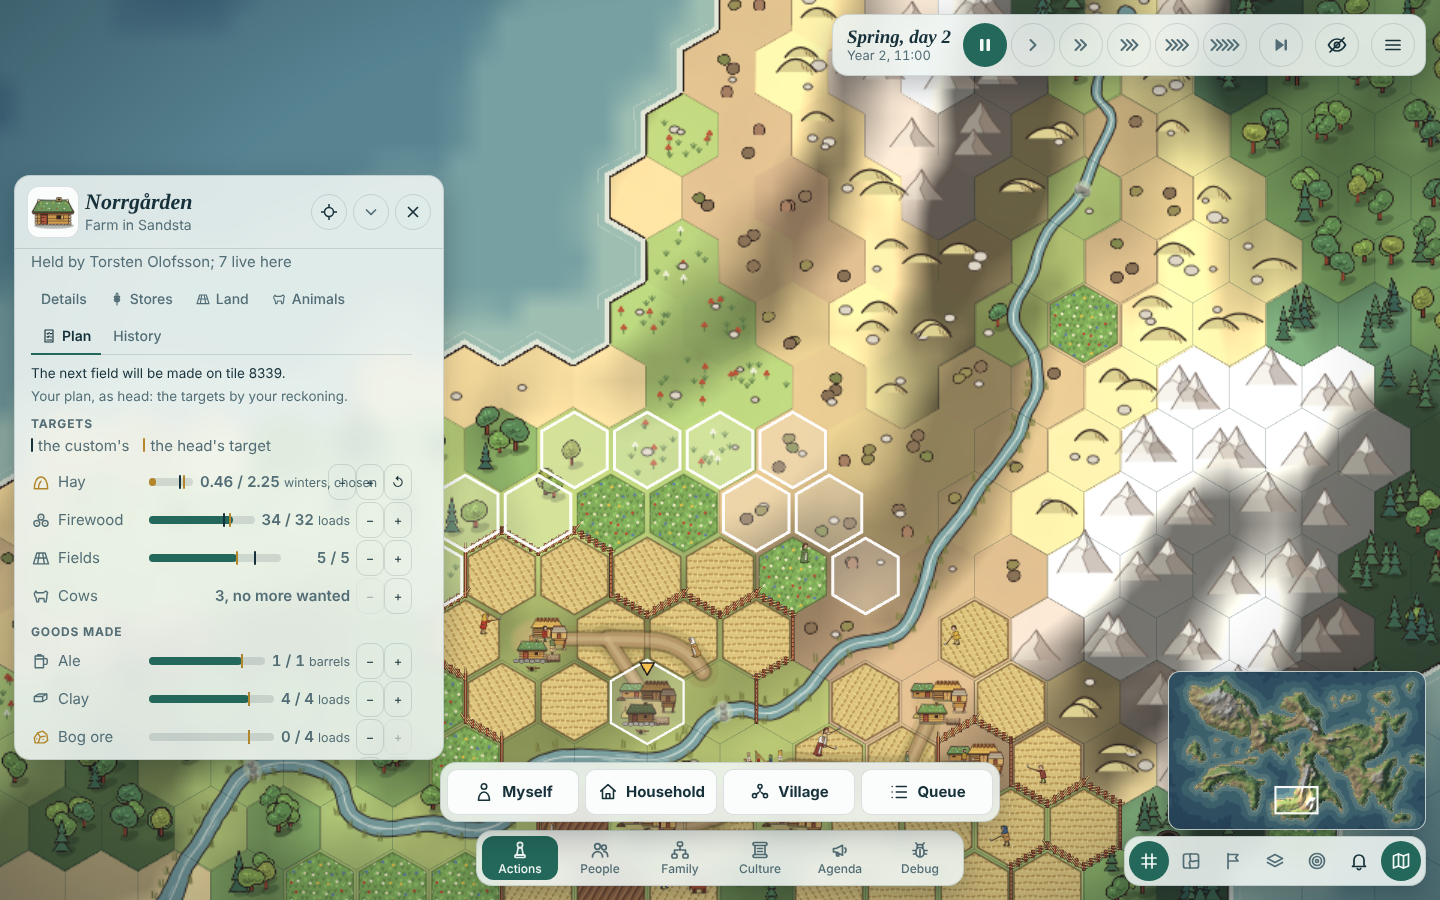 Spring, day 2
Year 2, 11:00
Norrgården
Farm in Sandsta
Held by Torsten Olofsson; 7 live here
Details Stores Land Animals
Plan History
The next field will be made on tile 8339.
Your plan, as head: the targets by your reckoning.
TARGETS
the custom's the head's target
Hay 0.46 / 2.25 winters, chosen
Firewood 34 / 32 loads - +
Fields 5 / 5 - +
Cows 3, no more wanted - +
GOODS MADE
Ale 1 / 1 barrels - +
Clay 4 / 4 loads - +
Bog ore 0 / 4 loads - +
Myself Household Village Queue
Actions People Family Culture Agenda Debug